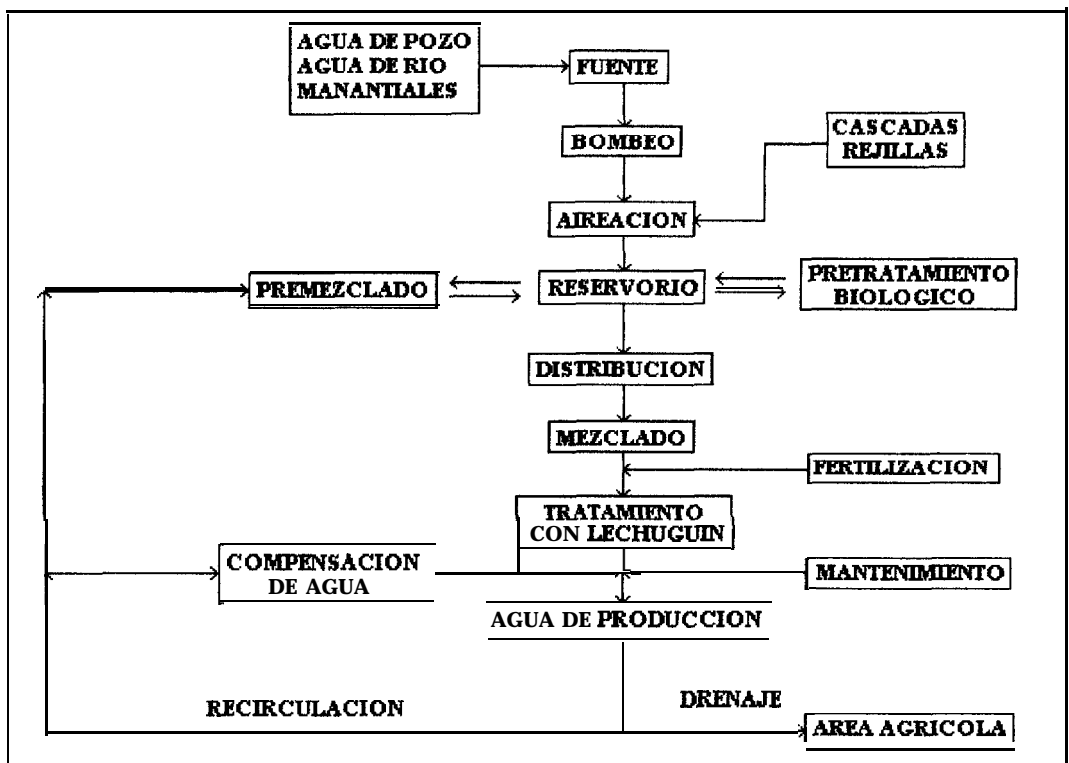 AGUA DE POZO
AGUA DE RIO
MANANTIALES
FUENTE
BOMBEO
CASCADAS
REJILLAS
AIREACION
PREMEZCLADO
RESERVORIO
PRETRATAMIENTO
BIOLOGICO
DISTRIBUCION
MEZCLADO
FERTILIZACION
TRATAMIENTO
CON LECHUGUIN
COMPENSACION
DE AGUA
MANTENIMIENTO
AGUA DE PRODUCCION
RECIRCULACION
DRENAJE
AREA AGRICOLA